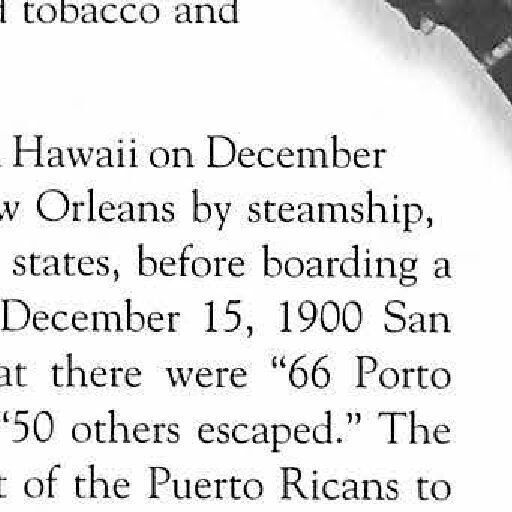 tobacco and
Hawaii on December
Orleans by steamship,
states, before boarding a
December 15, 1900 San
at there were “66 Porto
“50 others escaped.” The
of the Puerto Ricans to